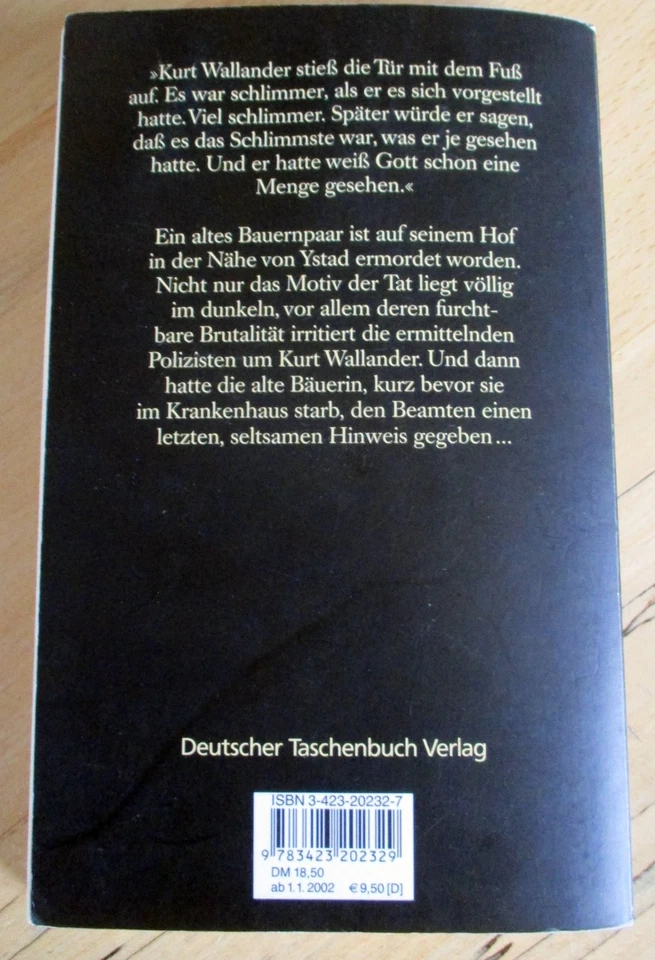 »Kurt Wallander stieß die Tür mit dem Fuß
auf. Es war schlimmer, als er es sich vorgestellt
hatte. Viel schlimmer. Später würde er sagen,
daß es das Schlimmste war, was er je gesehen
hatte. Und er hatte weiß Gott schon eine
Menge gesehen.«
Ein altes Bauernpaar ist auf seinem Hof
in der Nähe von Ystad ermordet worden.
Nicht nur das Motiv der Tat liegt völlig
im dunkeln, vor allem deren furcht-
bare Brutalität irritiert die ermittelnden
Polizisten um Kurt Wallander. Und dann
hatte die alte Bäuerin, kurz bevor sie
im Krankenhaus starb, den Beamten einen
letzten, seltsamen Hinweis gegeben ...
Deutscher Taschenbuch Verlag
ISBN 3-423-20232-7
9 783423 202329
DM 18,50
ab 1.1. 2002 € 9,50 [D]